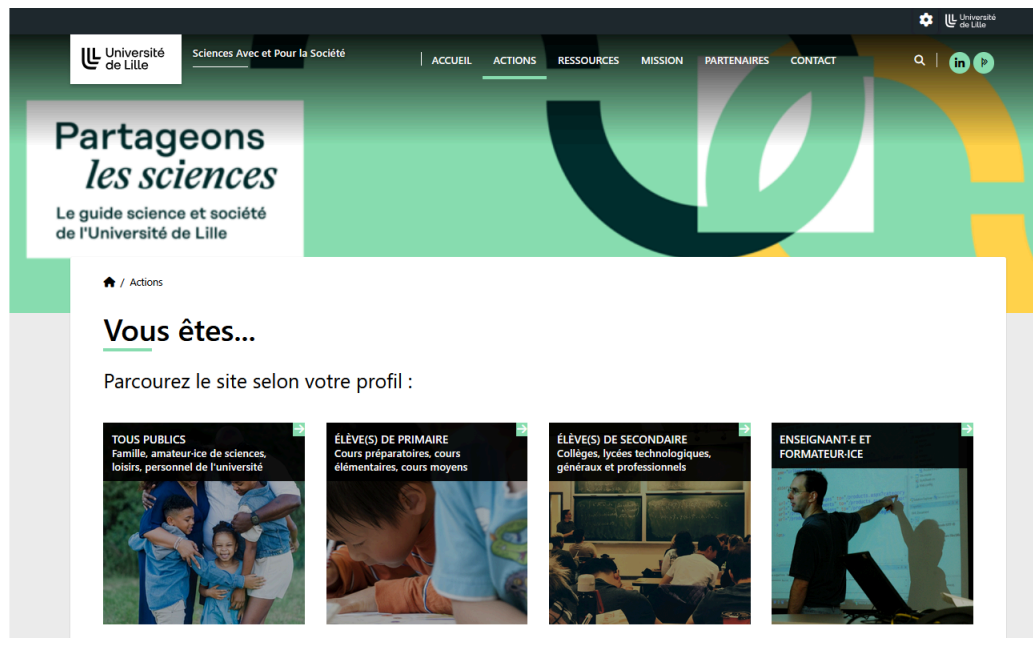 Université
de Lille
Université
de Lille
Sciences Avec et Pour la Société
ACCUEIL
ACTIONS
RESSOURCES
MISSION
PARTENAIRES
CONTACT
in
Partageons
les sciences
Le guide science et société
de l'Université de Lille
/ Actions
Vous êtes...
Parcourez le site selon votre profil :
TOUS PUBLICS
Famille, amateur·ice de sciences,
loisirs, personnel de l'université
ÉLÈVE(S) DE PRIMAIRE
Cours préparatoires, cours
élémentaires, cours moyens
ÉLÈVE(S) DE SECONDAIRE
Collèges, lycées technologiques,
généraux et professionnels
ENSEIGNANT·E ET
FORMATEUR·ICE